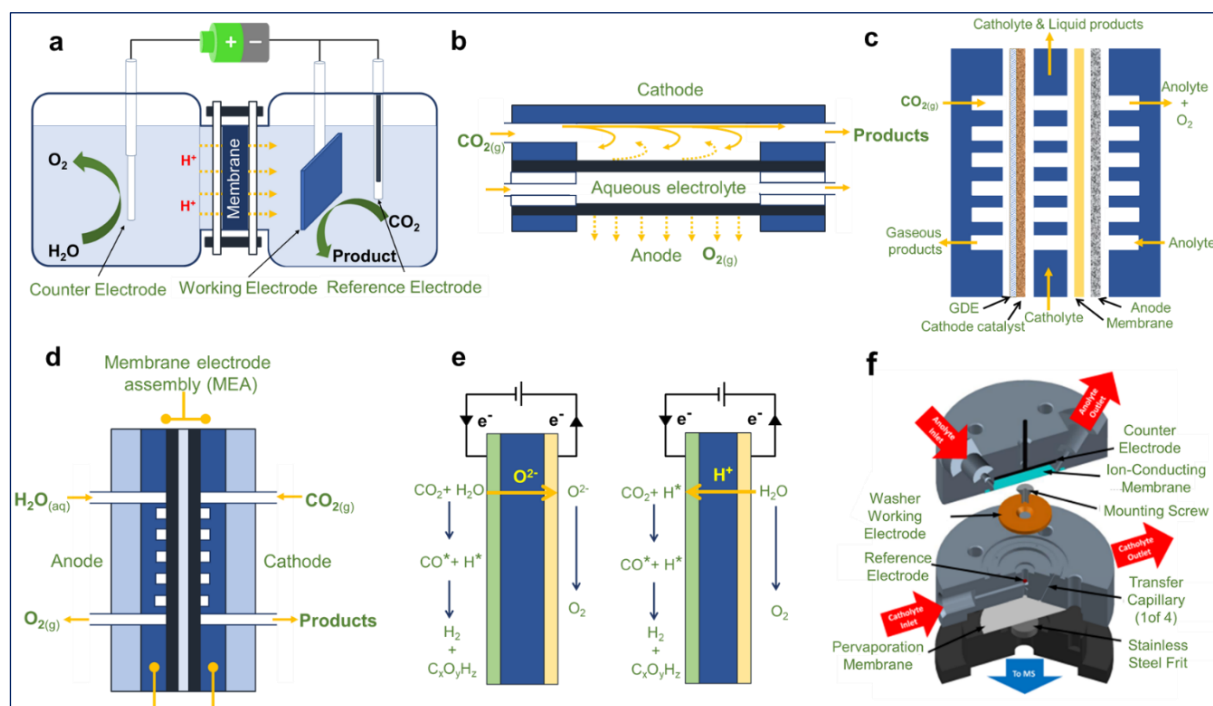 a
+ −
O2
H2O
H+
H+
Membrane
CO2
Product
Counter Electrode
Working Electrode
Reference Electrode
b
Cathode
CO2(g)
Products
Aqueous electrolyte
Anode
O2(g)
c
Catholyte & Liquid products
CO2(g)
Anolyte
+
O2
Gaseous
products
Anolyte
GDE
Cathode catalyst
Catholyte
Anode
Membrane
d
Membrane electrode
assembly (MEA)
H2O(aq)
CO2(g)
Anode
Cathode
O2(g)
Products
e
e-
e-
O2-
CO2+ H2O
O2-
CO*+ H*
H2
+
CxOyHz
O2
e-
e-
H+
CO2+ H*
H2O
CO*+ H*
H2
+
CxOyHz
O2
f
Anolyte
Inlet
Anolyte
Outlet
Counter
Electrode
Ion-Conducting
Membrane
Mounting Screw
Washer
Working
Electrode
Reference
Electrode
Catholyte
Outlet
Catholyte
Inlet
Transfer
Capillary
(1of 4)
Pervaporation
Membrane
Stainless
Steel Frit
To MS